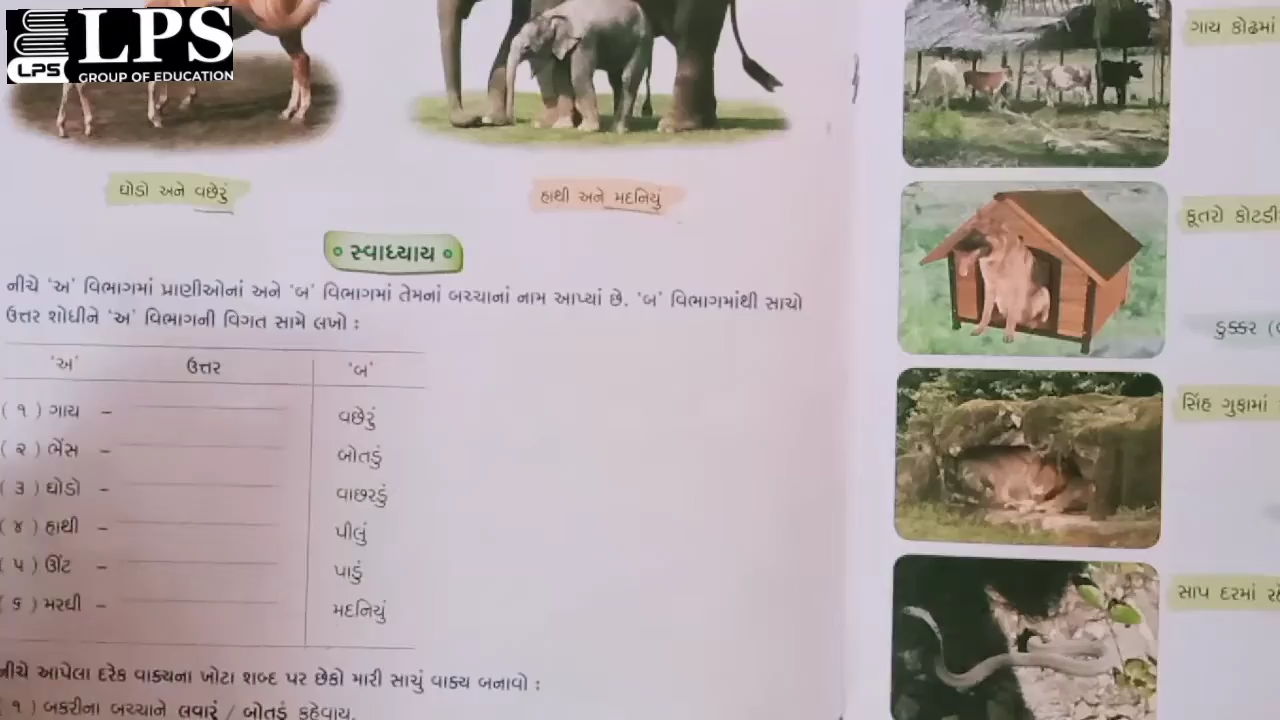 LPS
LPS
GROUP OF EDUCATION
ઘોડો અને વછેરું
હાથી અને મદનિયું
સ્વાધ્યાય
નીચે 'અ' વિભાગમાં પ્રાણીઓનાં અને 'બ' વિભાગમાં તેમનાં બચ્ચાનાં નામ આપ્યાં છે. 'બ' વિભાગમાંથી સાચો
ઉત્તર શોધીને 'અ' વિભાગની વિગત સામે લખો :
'અ' ઉત્તર 'બ'
( ૧ ) ગાય – વછેરું
( ૨ ) ભેંસ – બોતડું
( ૩ ) ઘોડો – વાછરડું
( ૪ ) હાથી – પીલું
( ૫ ) ઊંટ – પાડું
( ૬ ) મરઘી – મદનિયું
નીચે આપેલા દરેક વાક્યના ખોટા શબ્દ પર છેકો મારી સાચું વાક્ય બનાવો :
( ૧ ) બકરીના બચ્ચાને લવારું / બોતડું કહેવાય.
ગાય કોઢમાં
કૂતરો કોટડી
ડુક્કર
સિંહ ગુફામાં
સાપ દરમાં